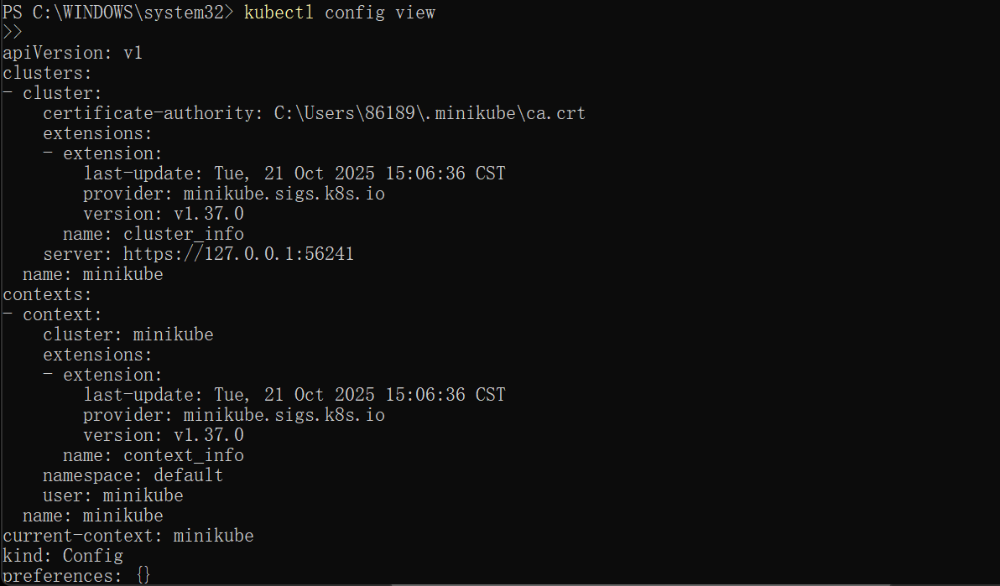 PS C:\WINDOWS\system32> kubectl config view
>>
apiVersion: v1
clusters:
- cluster:
    certificate-authority: C:\Users\86189\.minikube\ca.crt
    extensions:
    - extension:
        last-update: Tue, 21 Oct 2025 15:06:36 CST
        provider: minikube.sigs.k8s.io
        version: v1.37.0
      name: cluster_info
    server: https://127.0.0.1:56241
  name: minikube
contexts:
- context:
    cluster: minikube
    extensions:
    - extension:
        last-update: Tue, 21 Oct 2025 15:06:36 CST
        provider: minikube.sigs.k8s.io
        version: v1.37.0
      name: context_info
    namespace: default
    user: minikube
  name: minikube
current-context: minikube
kind: Config
preferences: {}